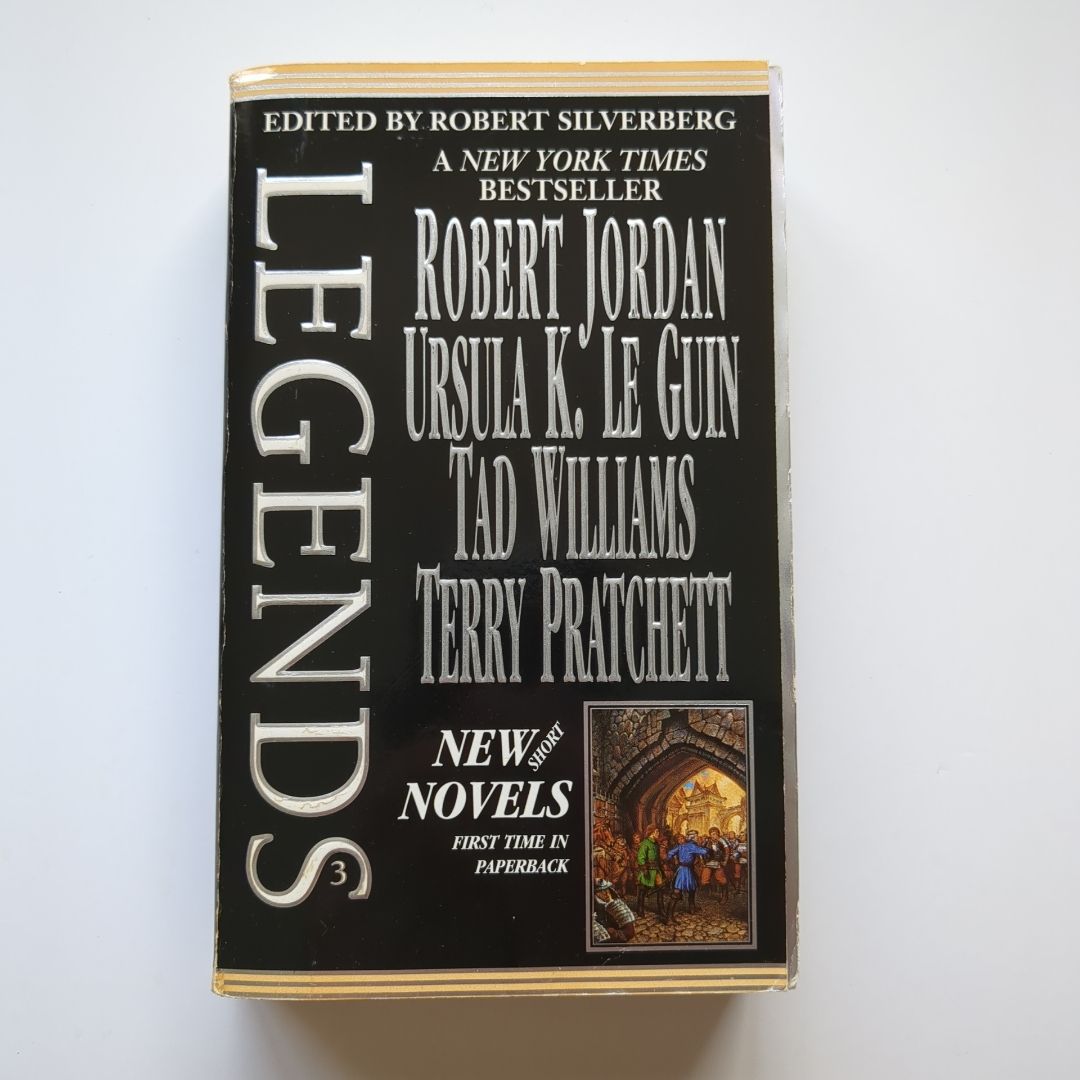 EDITED BY ROBERT SILVERBERG
A NEW YORK TIMES
BESTSELLER
LEGENDS
3
ROBERT JORDAN
URSULA K. LE GUIN
TAD WILLIAMS
TERRY PRATCHETT
NEW SHORT
NOVELS
FIRST TIME IN
PAPERBACK